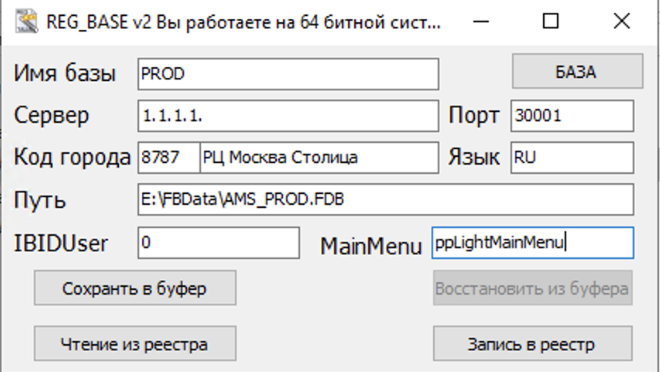 REG_BASE v2 Вы работаете на 64 битной сист...
Имя базы PROD БАЗА
Сервер 1.1.1.1. Порт 30001
Код города 8787 РЦ Москва Столица Язык RU
Путь E:\FBData\AMS_PROD.FDB
IBIDUser 0 MainMenu ppLightMainMenu
Сохрань в буфер Восстановить из буфера
Чтение из реестра Запись в реестр